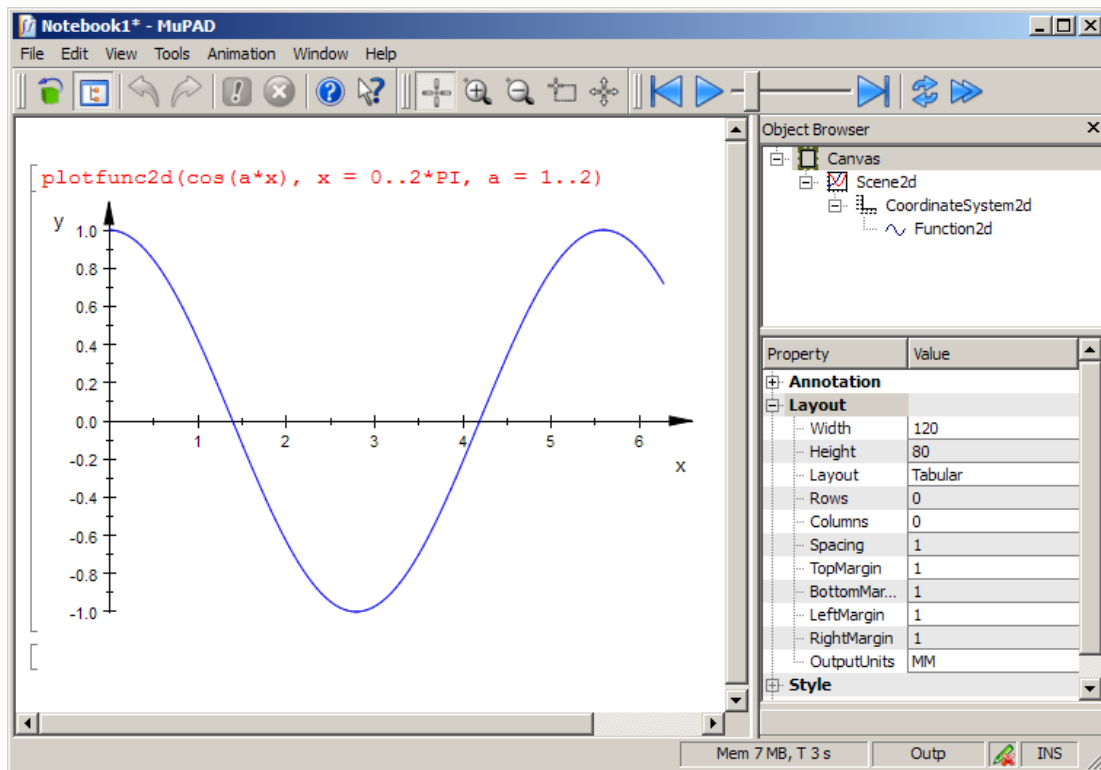 Notebook1* - MuPAD
File Edit View Tools Animation Window Help
plotfunc2d(cos(a*x), x = 0..2*PI, a = 1..2)
y
1.0
0.8
0.6
0.4
0.2
0.0
-0.2
-0.4
-0.6
-0.8
-1.0
1 2 3 4 5 6
x
Object Browser
Canvas
Scene2d
CoordinateSystem2d
Function2d
Property Value
Annotation
Layout
Width 120
Height 80
Layout Tabular
Rows 0
Columns 0
Spacing 1
TopMargin 1
BottomMar... 1
LeftMargin 1
RightMargin 1
OutputUnits MM
Style
Mem 7 MB, T 3 s Outp INS